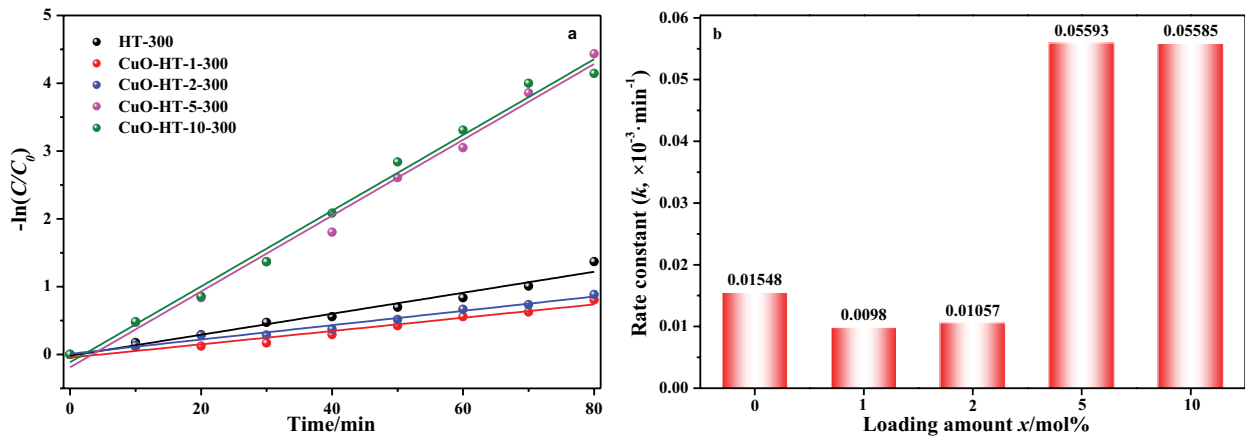 a
HT-300
CuO-HT-1-300
CuO-HT-2-300
CuO-HT-5-300
CuO-HT-10-300
-ln(C/C₀)
5
4
3
2
1
0
0 20 40 60 80
Time/min
b
Rate constant (k, ×10⁻³·min⁻¹)
0.06
0.05
0.04
0.03
0.02
0.01
0.00
0.01548
0.0098
0.01057
0.05593
0.05585
0 1 2 5 10
Loading amount x/mol%